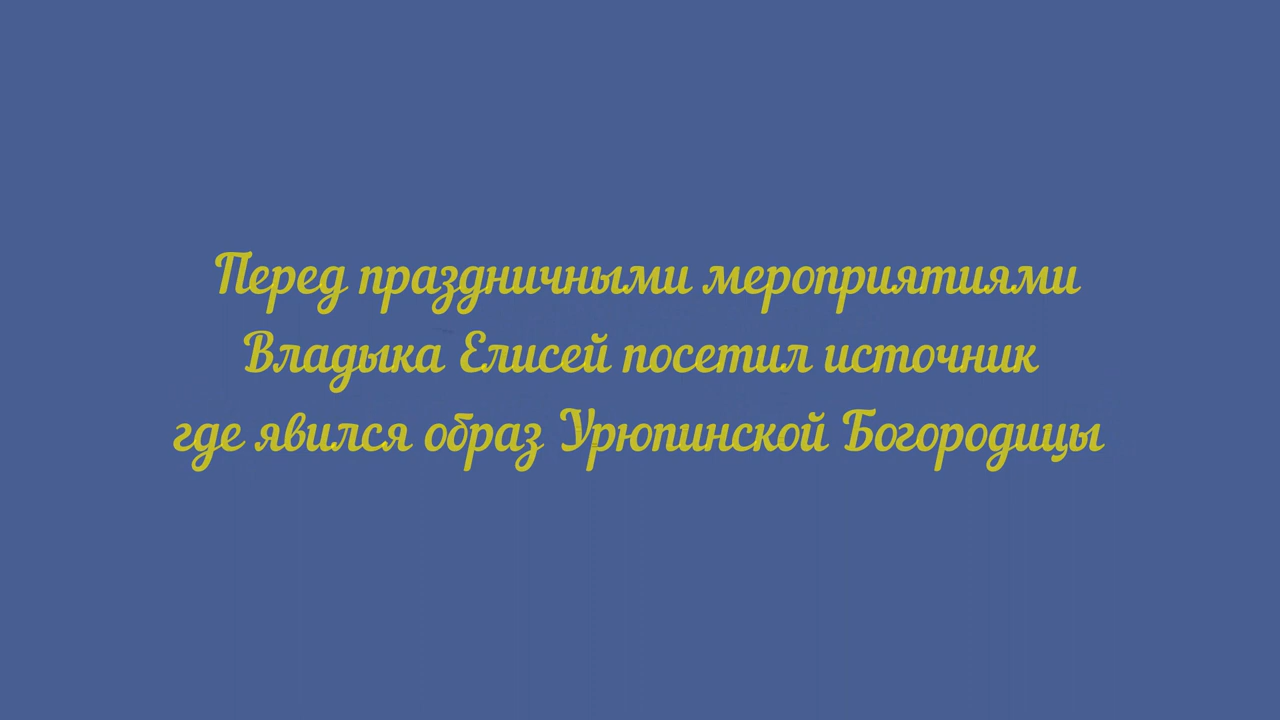 Перед праздничными мероприятиями
Владыка Елисей посетил источник
где явился образ Урюпинской Богородицы